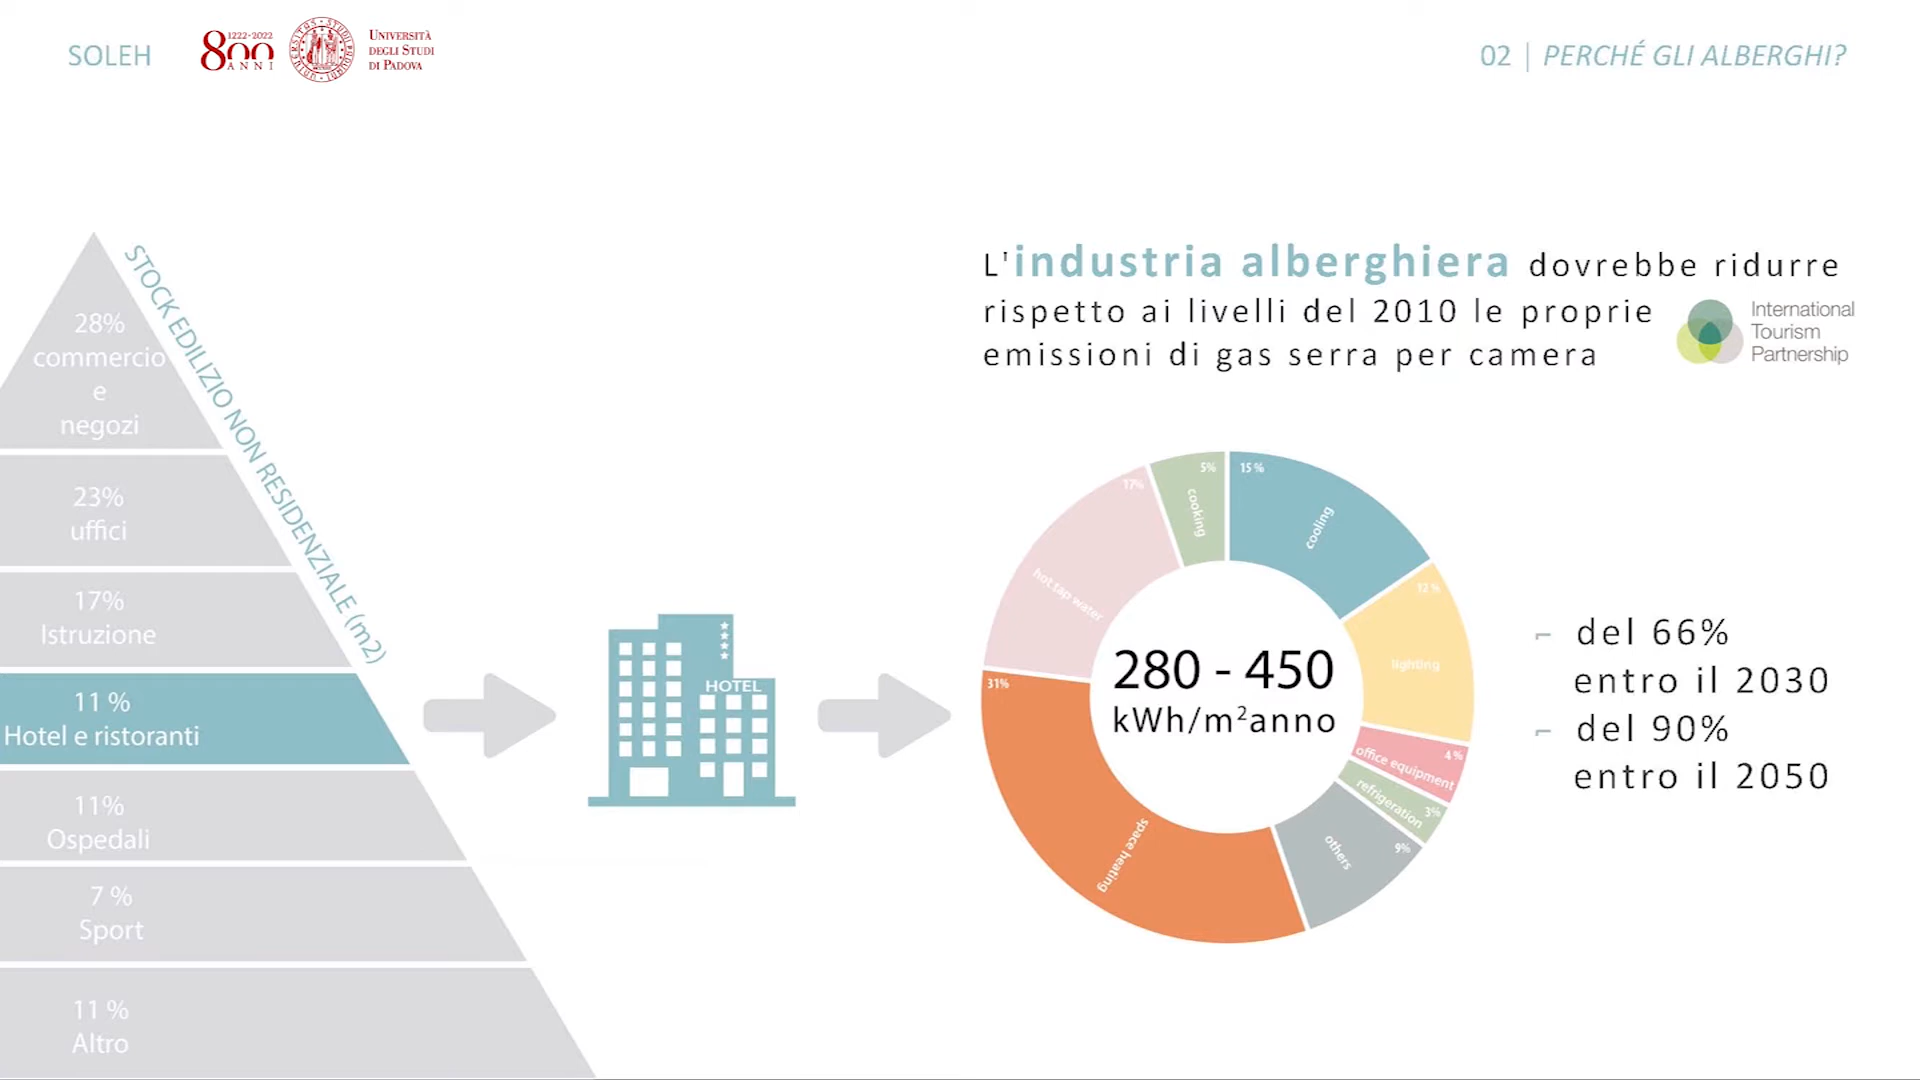 SOLEH
1222-2022
800
ANNI
UNIVERSITÀ
DEGLI STUDI
DI PADOVA
02 | PERCHÉ GLI ALBERGHI?
28%
commercio
e
negozi
23%
uffici
17%
Istruzione
11 %
Hotel e ristoranti
11%
Ospedali
7 %
Sport
11 %
Altro
STOCK EDILIZIO NON RESIDENZIALE (m2)
HOTEL
L'industria alberghiera dovrebbe ridurre
rispetto ai livelli del 2010 le proprie
emissioni di gas serra per camera
International
Tourism
Partnership
15 %
cooling
12 %
lighting
4 %
office equipment
3%
refrigeration
9%
others
31%
space heating
17%
hot tap water
5%
cooking
280 - 450
kWh/m²anno
del 66%
entro il 2030
del 90%
entro il 2050